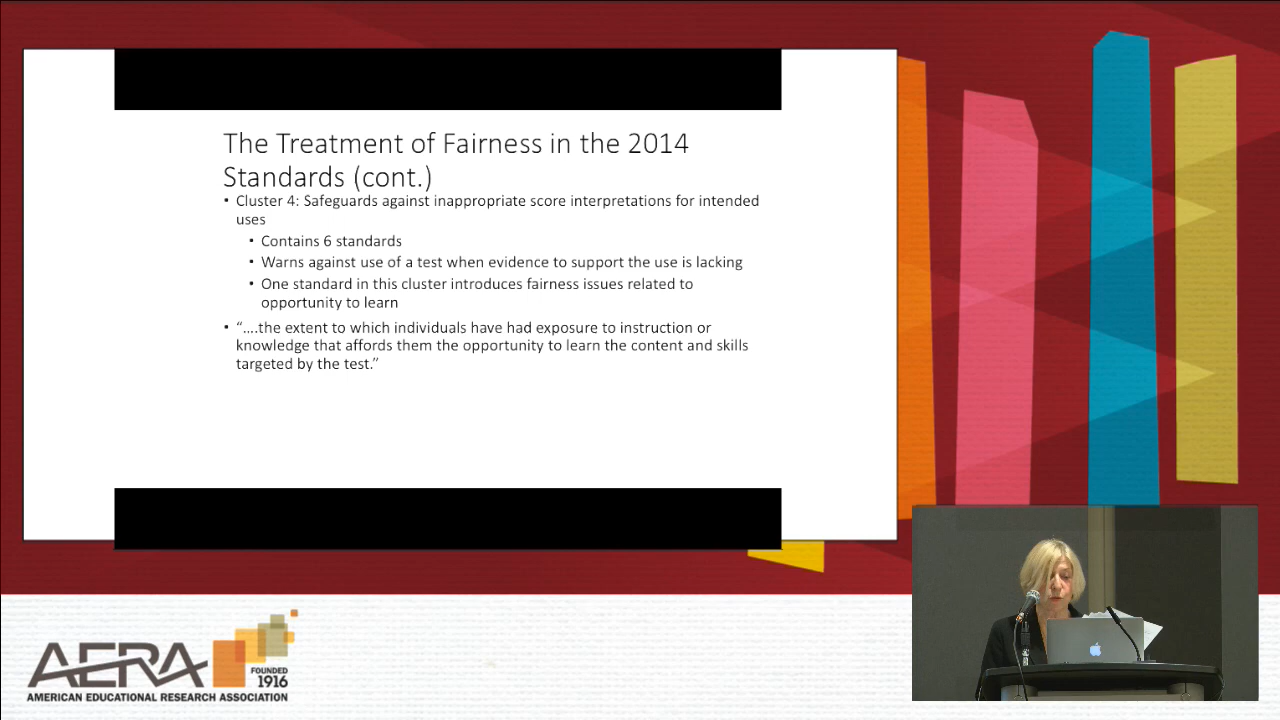 The Treatment of Fairness in the 2014
Standards (cont.)
▪ Cluster 4: Safeguards against inappropriate score interpretations for intended
uses
▪ Contains 6 standards
▪ Warns against use of a test when evidence to support the use is lacking
▪ One standard in this cluster introduces fairness issues related to
opportunity to learn
▪ “….the extent to which individuals have had exposure to instruction or
knowledge that affords them the opportunity to learn the content and skills
targeted by the test.”
AERA
FOUNDED
1916
AMERICAN EDUCATIONAL RESEARCH ASSOCIATION